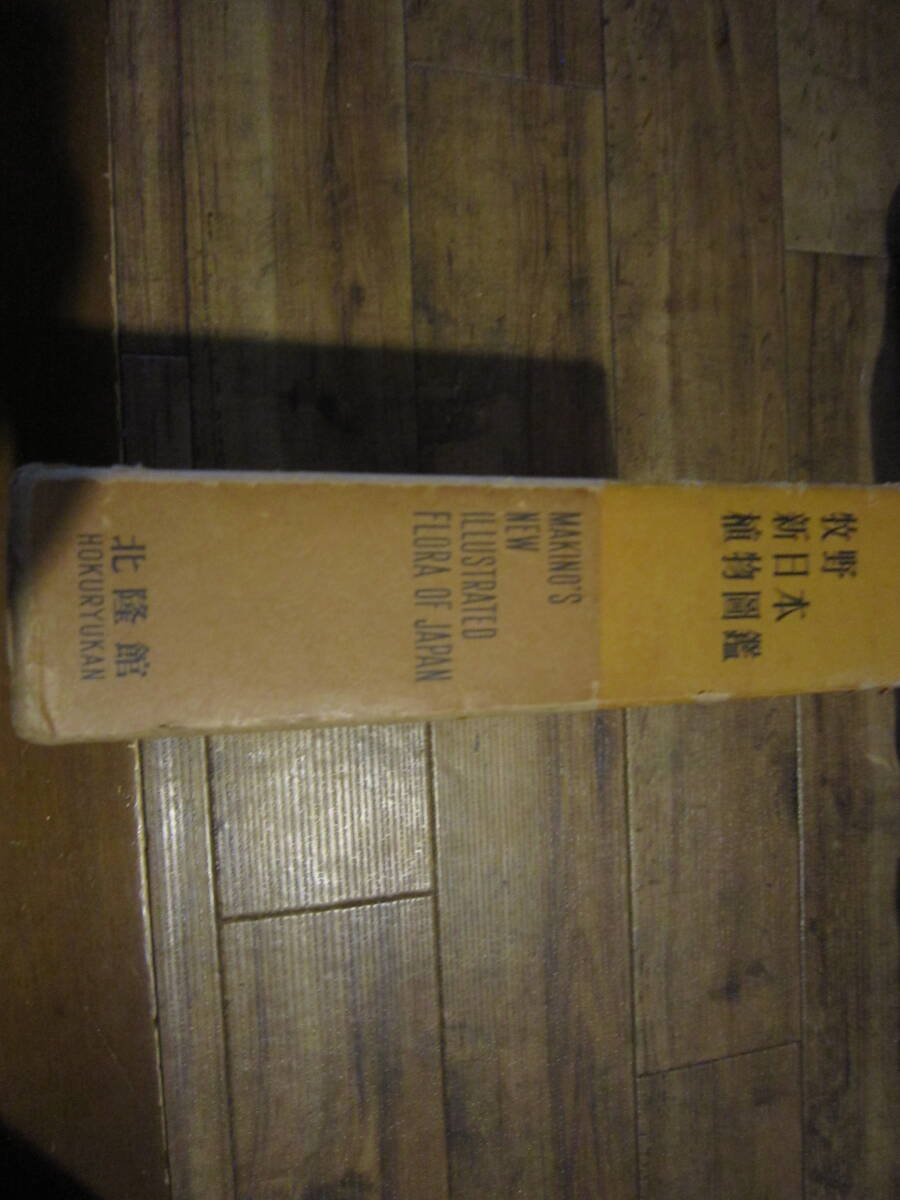 牧野
新日本
植物圖鑑
MAKINO'S
NEW
ILLUSTRATED
FLORA OF JAPAN
北隆館
HOKURYUKAN